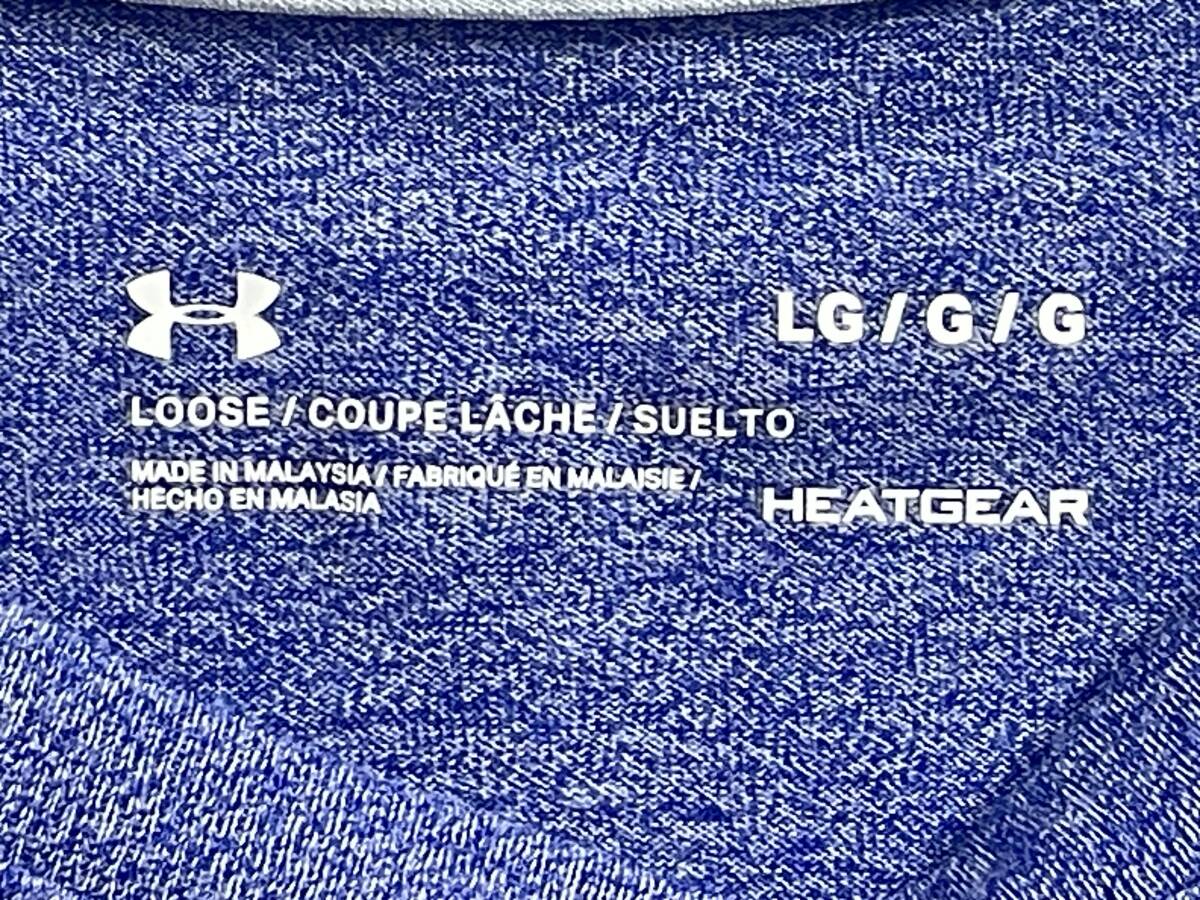 LG / G / G
LOOSE / COUPE LÂCHE / SUELTO
MADE IN MALAYSIA / FABRIQUÉ EN MALAISIE /
HECHO EN MALASIA
HEATGEAR